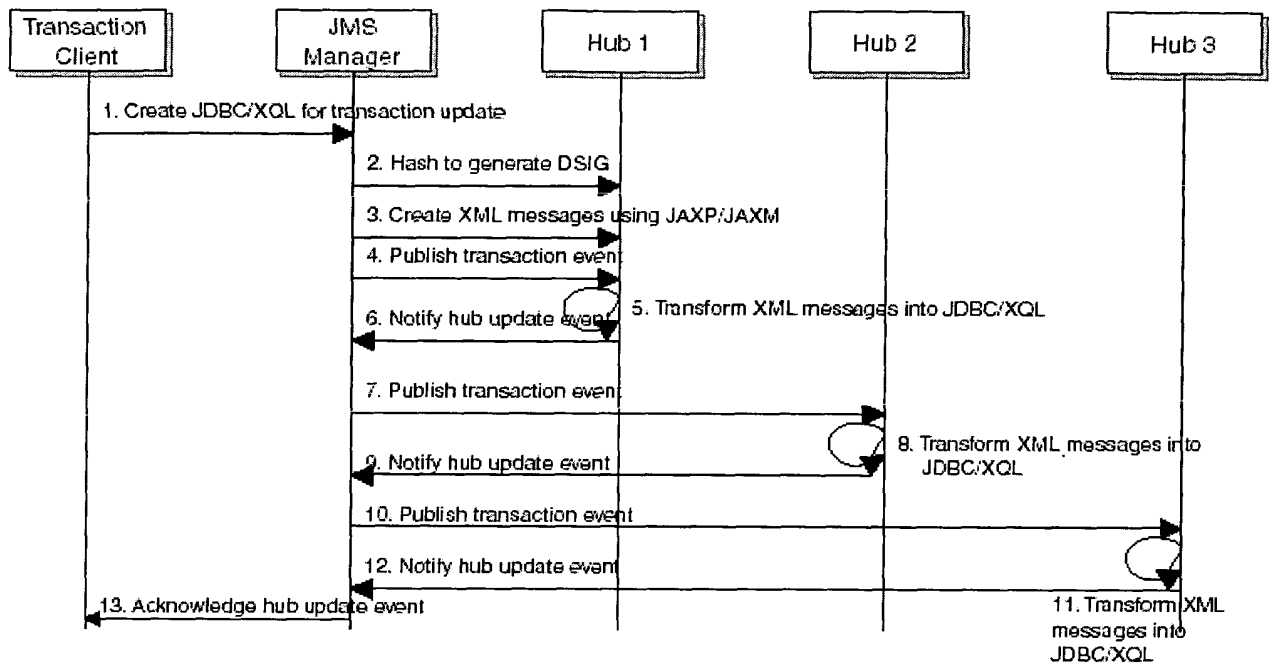 Transaction
Client
JMS
Manager
Hub 1
Hub 2
Hub 3
1. Create JDBC/XQL for transaction update
2. Hash to generate DSIG
3. Create XML messages using JAXP/JAXM
4. Publish transaction event
5. Transform XML messages into JDBC/XQL
6. Notify hub update event
7. Publish transaction event
8. Transform XML messages into
JDBC/XQL
9. Notify hub update event
10. Publish transaction event
12. Notify hub update event
11. Transform XML
messages into
JDBC/XQL
13. Acknowledge hub update event